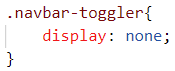 .navbar-toggler{
    display: none;
}